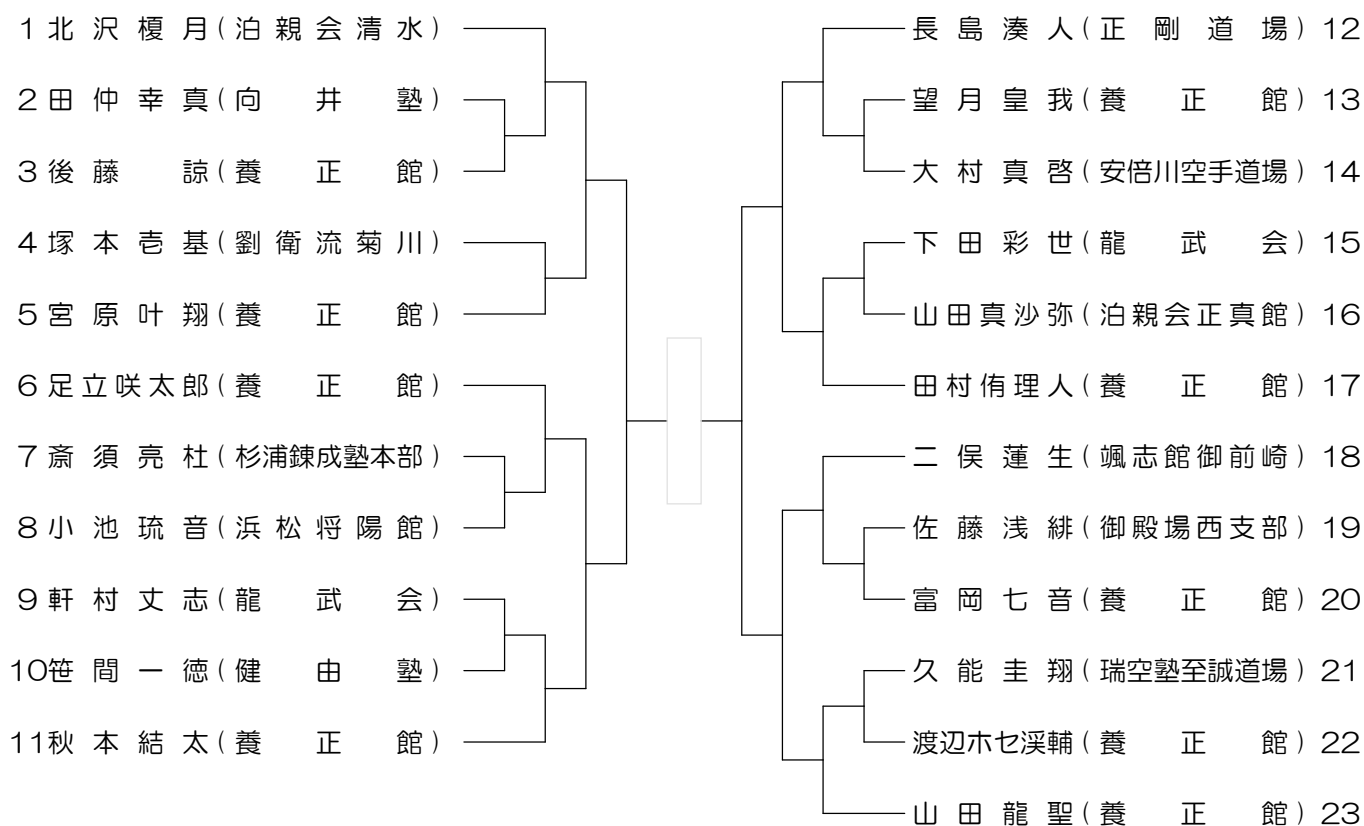 1 北沢榎月(泊親会清水)
2 田仲幸真(向井塾)
3 後藤諒(養正館)
4 塚本壱基(劉衛流菊川)
5 宮原叶翔(養正館)
6 足立咲太郎(養正館)
7 斎須亮杜(杉浦錬成塾本部)
8 小池琉音(浜松将陽館)
9 軒村丈志(龍武会)
10 笹間一徳(健由塾)
11 秋本結太(養正館)
長島湊人(正剛道場) 12
望月皇我(養正館) 13
大村真啓(安倍川空手道場) 14
下田彩世(龍武会) 15
山田真沙弥(泊親会正真館) 16
田村侑理人(養正館) 17
二俣蓮生(颯志館御前崎) 18
佐藤浅緋(御殿場西支部) 19
富岡七音(養正館) 20
久能圭翔(瑞空塾至誠道場) 21
渡辺ホセ渓輔(養正館) 22
山田龍聖(養正館) 23